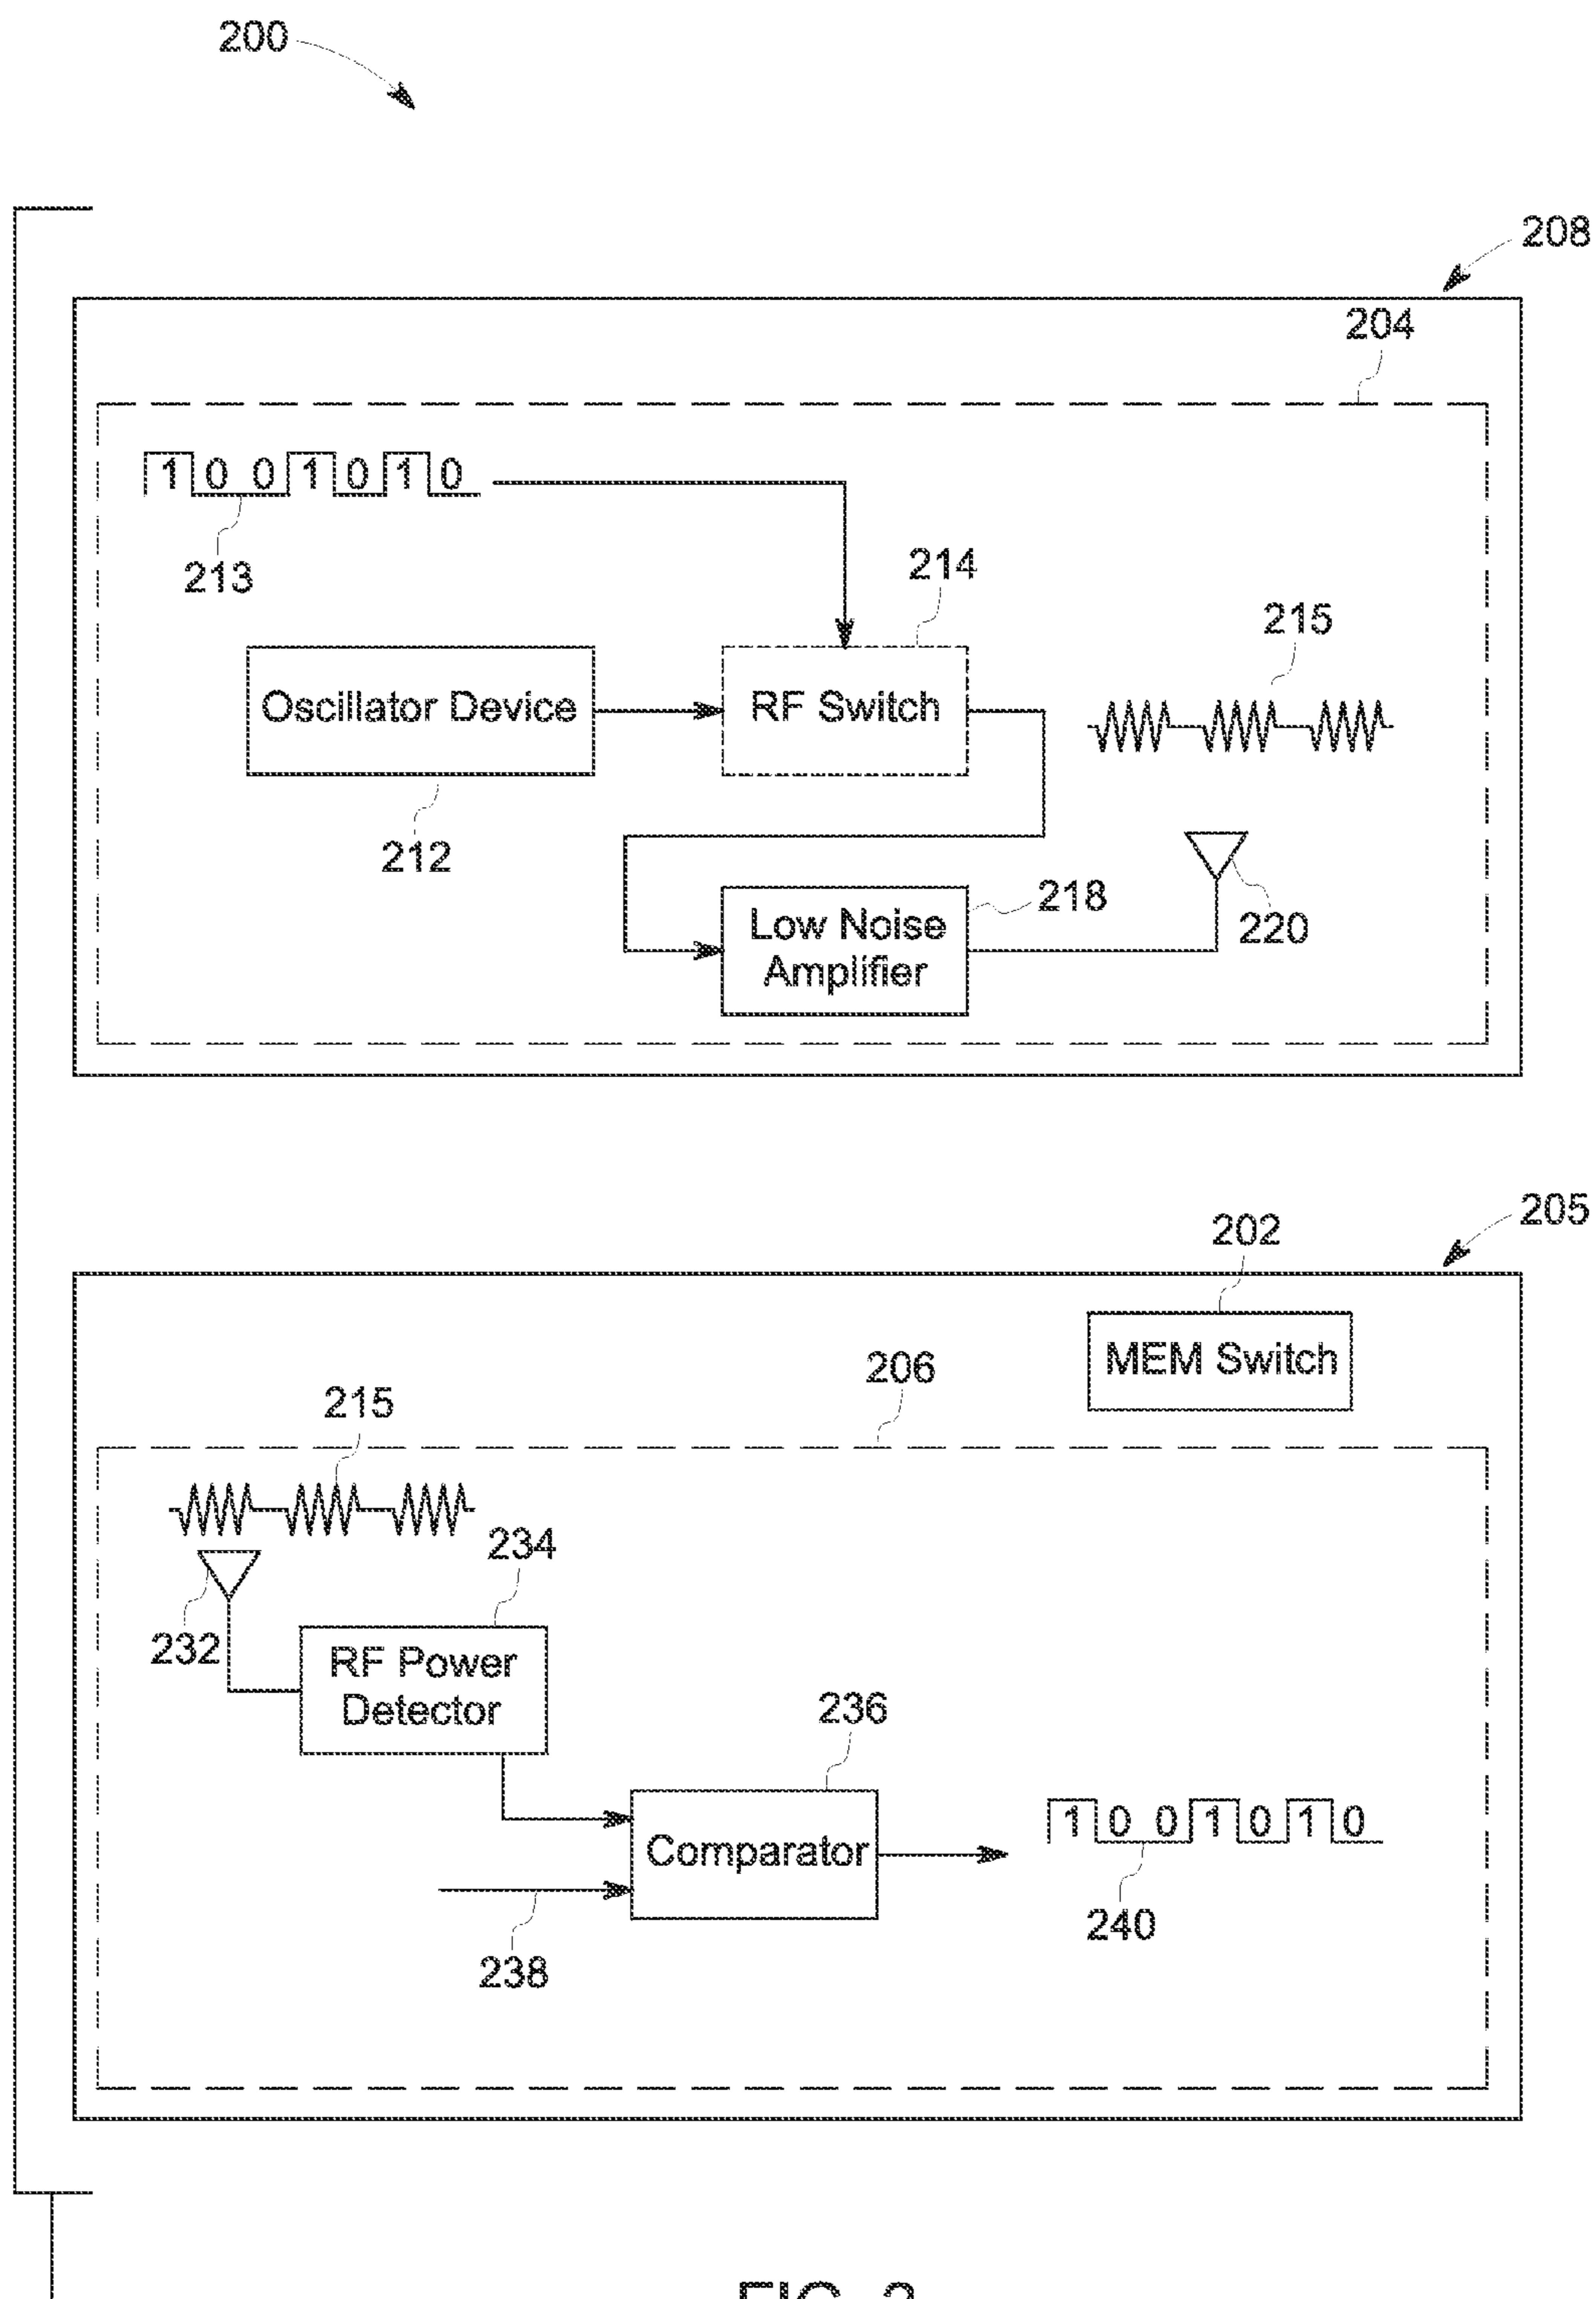 200
208
204
1 0 0 1 0 1 0
213
214
215
Oscillator Device
RF Switch
212
218
Low Noise
Amplifier
220
205
202
MEM Switch
206
215
234
232
RF Power
Detector
236
Comparator
1 0 0 1 0 1 0
240
238